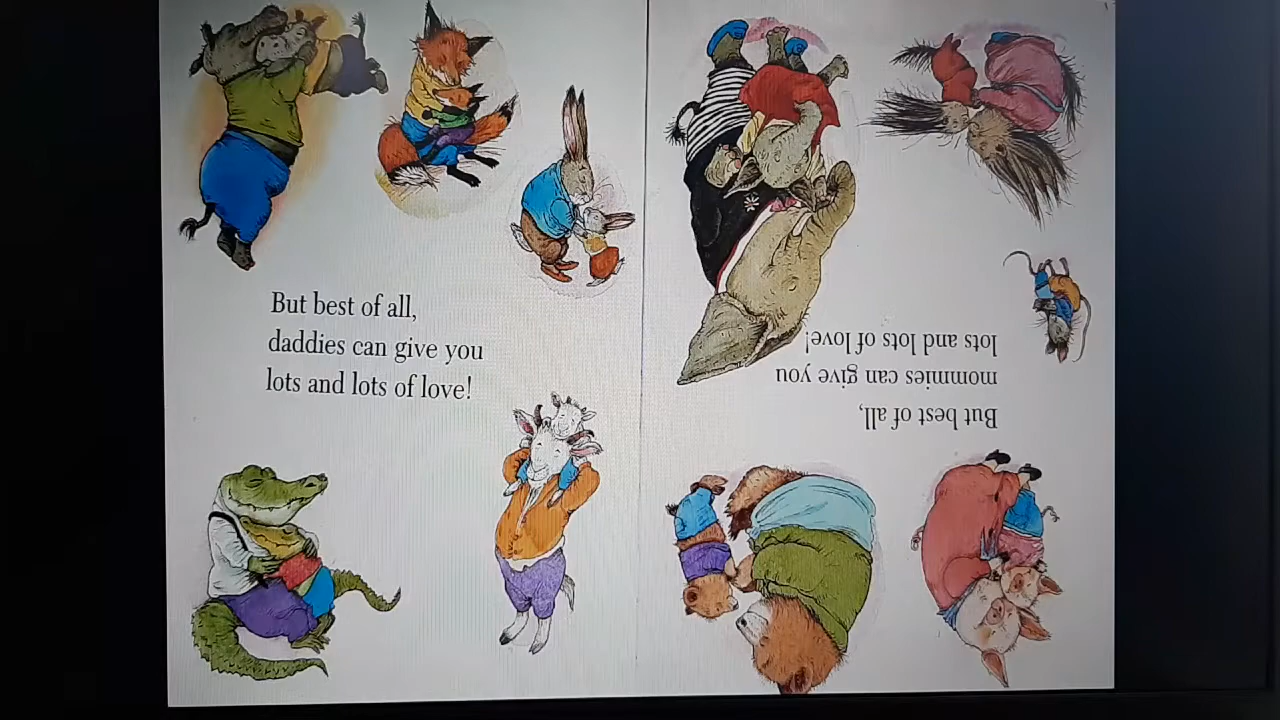 But best of all,
daddies can give you
lots and lots of love!
But best of all,
mommies can give you
lots and lots of love!